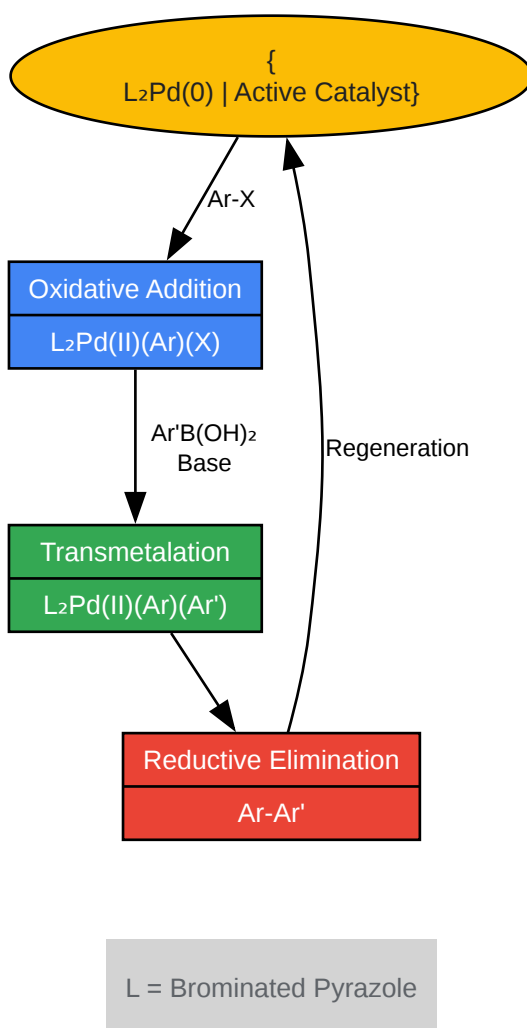 {
L₂Pd(0) | Active Catalyst}
Ar-X
Oxidative Addition
L₂Pd(II)(Ar)(X)
Ar'B(OH)₂
Base
Regeneration
Transmetalation
L₂Pd(II)(Ar)(Ar')
Reductive Elimination
Ar-Ar'
L = Brominated Pyrazole